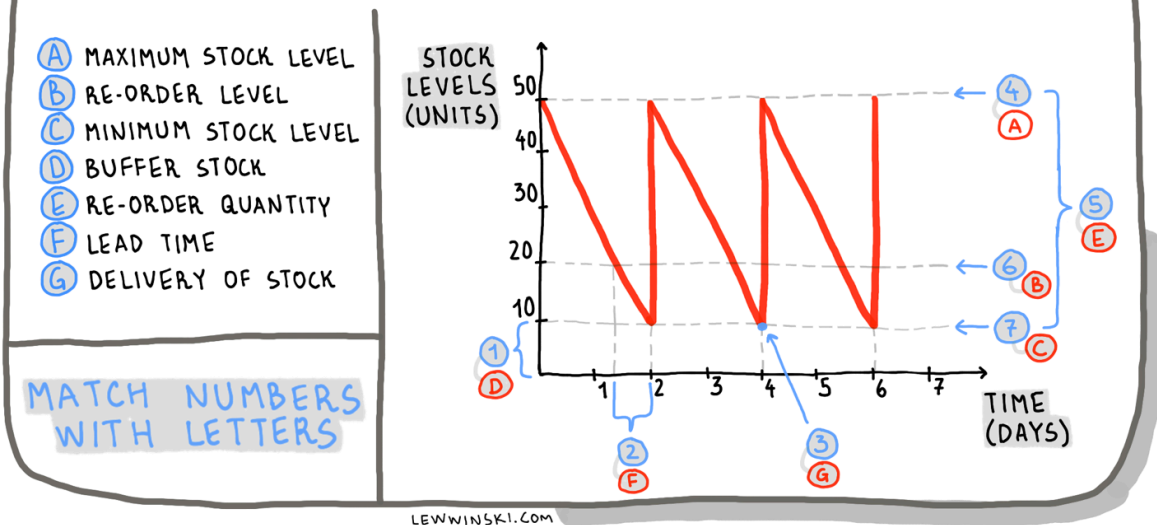 A MAXIMUM STOCK LEVEL
B RE-ORDER LEVEL
C MINIMUM STOCK LEVEL
D BUFFER STOCK
E RE-ORDER QUANTITY
F LEAD TIME
G DELIVERY OF STOCK
MATCH NUMBERS
WITH LETTERS
STOCK
LEVELS
(UNITS)
50
40
30
20
10
1
2
3
4
5
6
7
TIME
(DAYS)
4
A
5
E
6
B
7
C
1
D
2
F
3
G
LEWWINSKI.COM